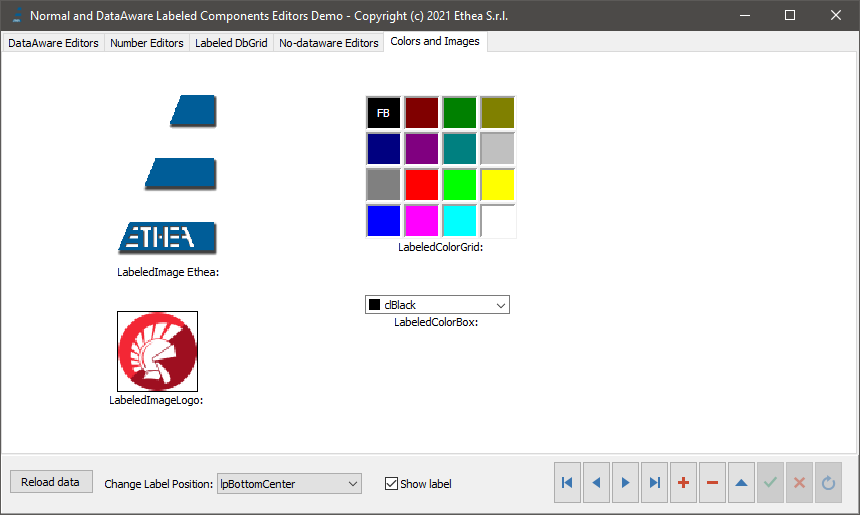 Normal and DataAware Labeled Components Editors Demo - Copyright (c) 2021 Ethea S.r.l.
DataAware Editors
Number Editors
Labeled DbGrid
No-dataware Editors
Colors and Images
FB
ETHEA
LabeledImage Ethea:
LabeledColorGrid:
clBlack
LabeledColorBox:
LabeledImageLogo:
Reload data
Change Label Position:
lpBottomCenter
Show label